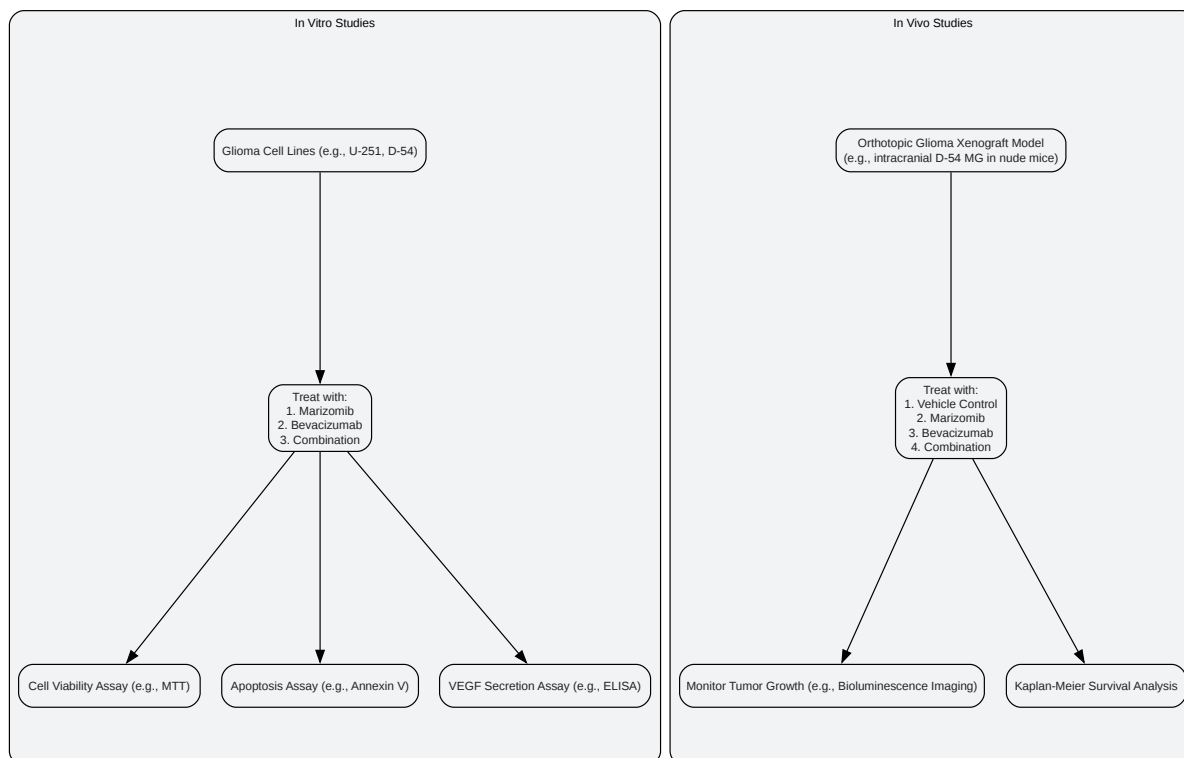 In Vitro Studies
Glioma Cell Lines (e.g., U-251, D-54)
Treat with:
1. Marizomib
2. Bevacizumab
3. Combination
Cell Viability Assay (e.g., MTT)
Apoptosis Assay (e.g., Annexin V)
VEGF Secretion Assay (e.g., ELISA)
In Vivo Studies
Orthotopic Glioma Xenograft Model
(e.g., intracranial D-54 MG in nude mice)
Treat with:
1. Vehicle Control
2. Marizomib
3. Bevacizumab
4. Combination
Monitor Tumor Growth (e.g., Bioluminescence Imaging)
Kaplan-Meier Survival Analysis